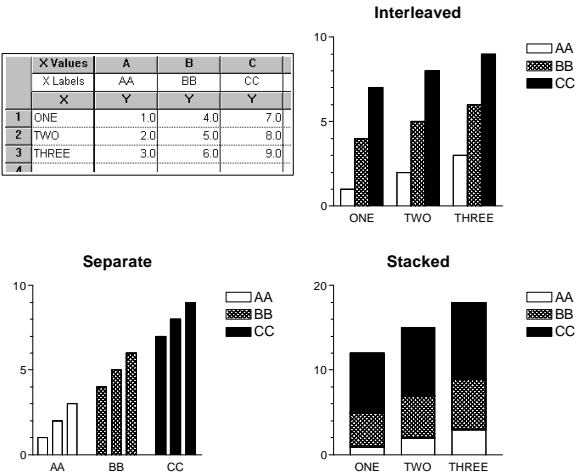 X Values A B C
X Labels AA BB CC
X Y Y Y
1 ONE 1.0 4.0 7.0
2 TWO 2.0 5.0 8.0
3 THREE 3.0 6.0 9.0
4
Interleaved
10
5
0
ONE TWO THREE
AA
BB
CC
Separate
10
5
0
AA BB CC
AA
BB
CC
Stacked
20
10
0
ONE TWO THREE
AA
BB
CC